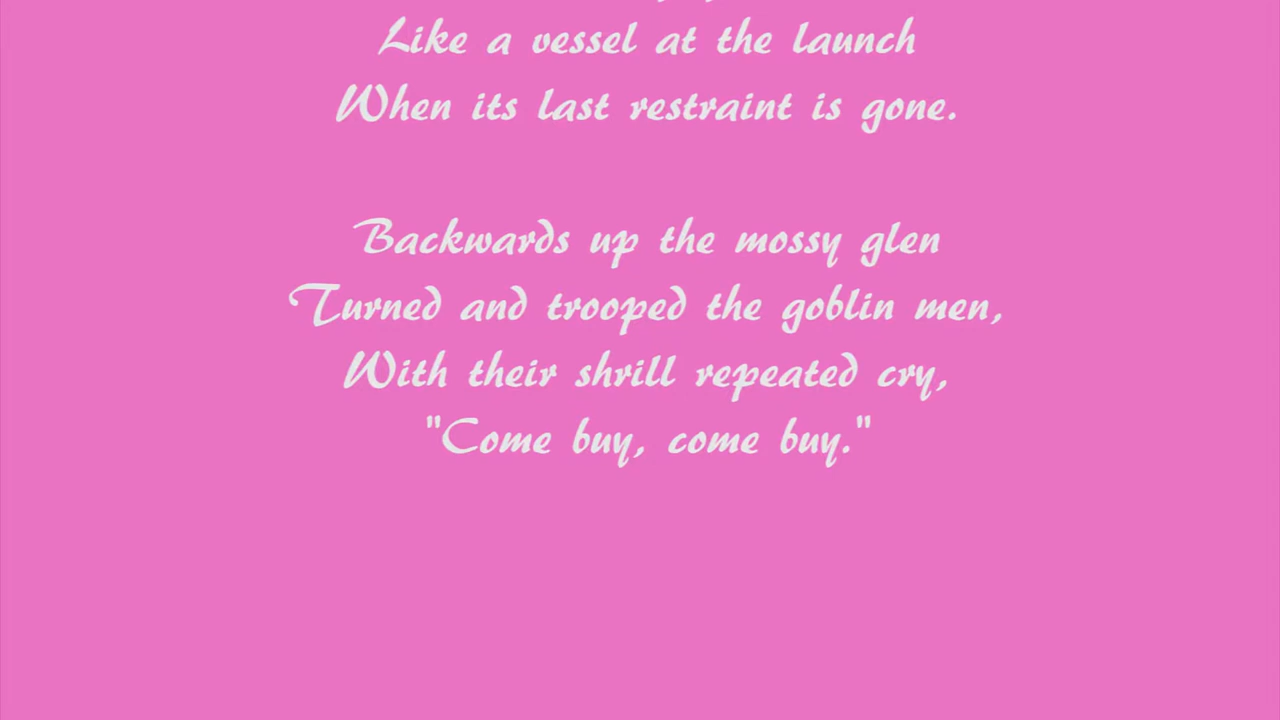 Like a vessel at the launch
When its last restraint is gone.
Backwards up the mossy glen
Turned and trooped the goblin men,
With their shrill repeated cry,
"Come buy, come buy."